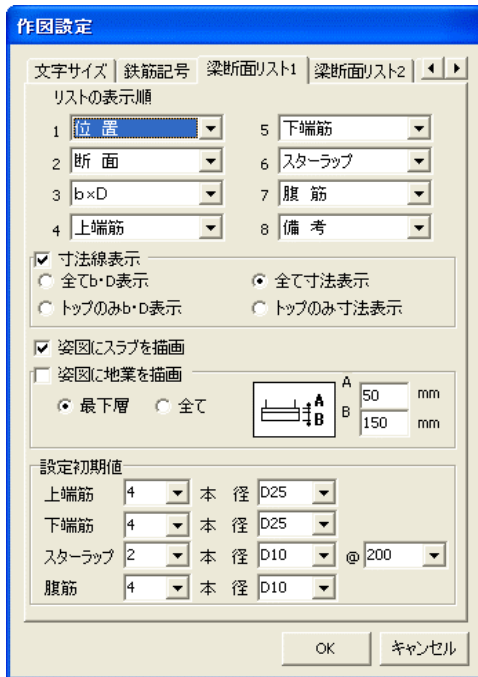 作図設定
文字サイズ 鉄筋記号 梁断面リスト1 梁断面リスト2
リストの表示順
1 位 置 5 下端筋
2 断 面 6 スターラップ
3 b×D 7 腹 筋
4 上端筋 8 備 考
寸法線表示
全てb・D表示 全て寸法表示
トップのみb・D表示 トップのみ寸法表示
姿図にスラブを描画
姿図に地業を描画
最下層 全て A B A 50 mm
B 150 mm
設定初期値
上端筋 4 本 径 D25
下端筋 4 本 径 D25
スターラップ 2 本 径 D10 @ 200
腹筋 4 本 径 D10
OK キャンセル